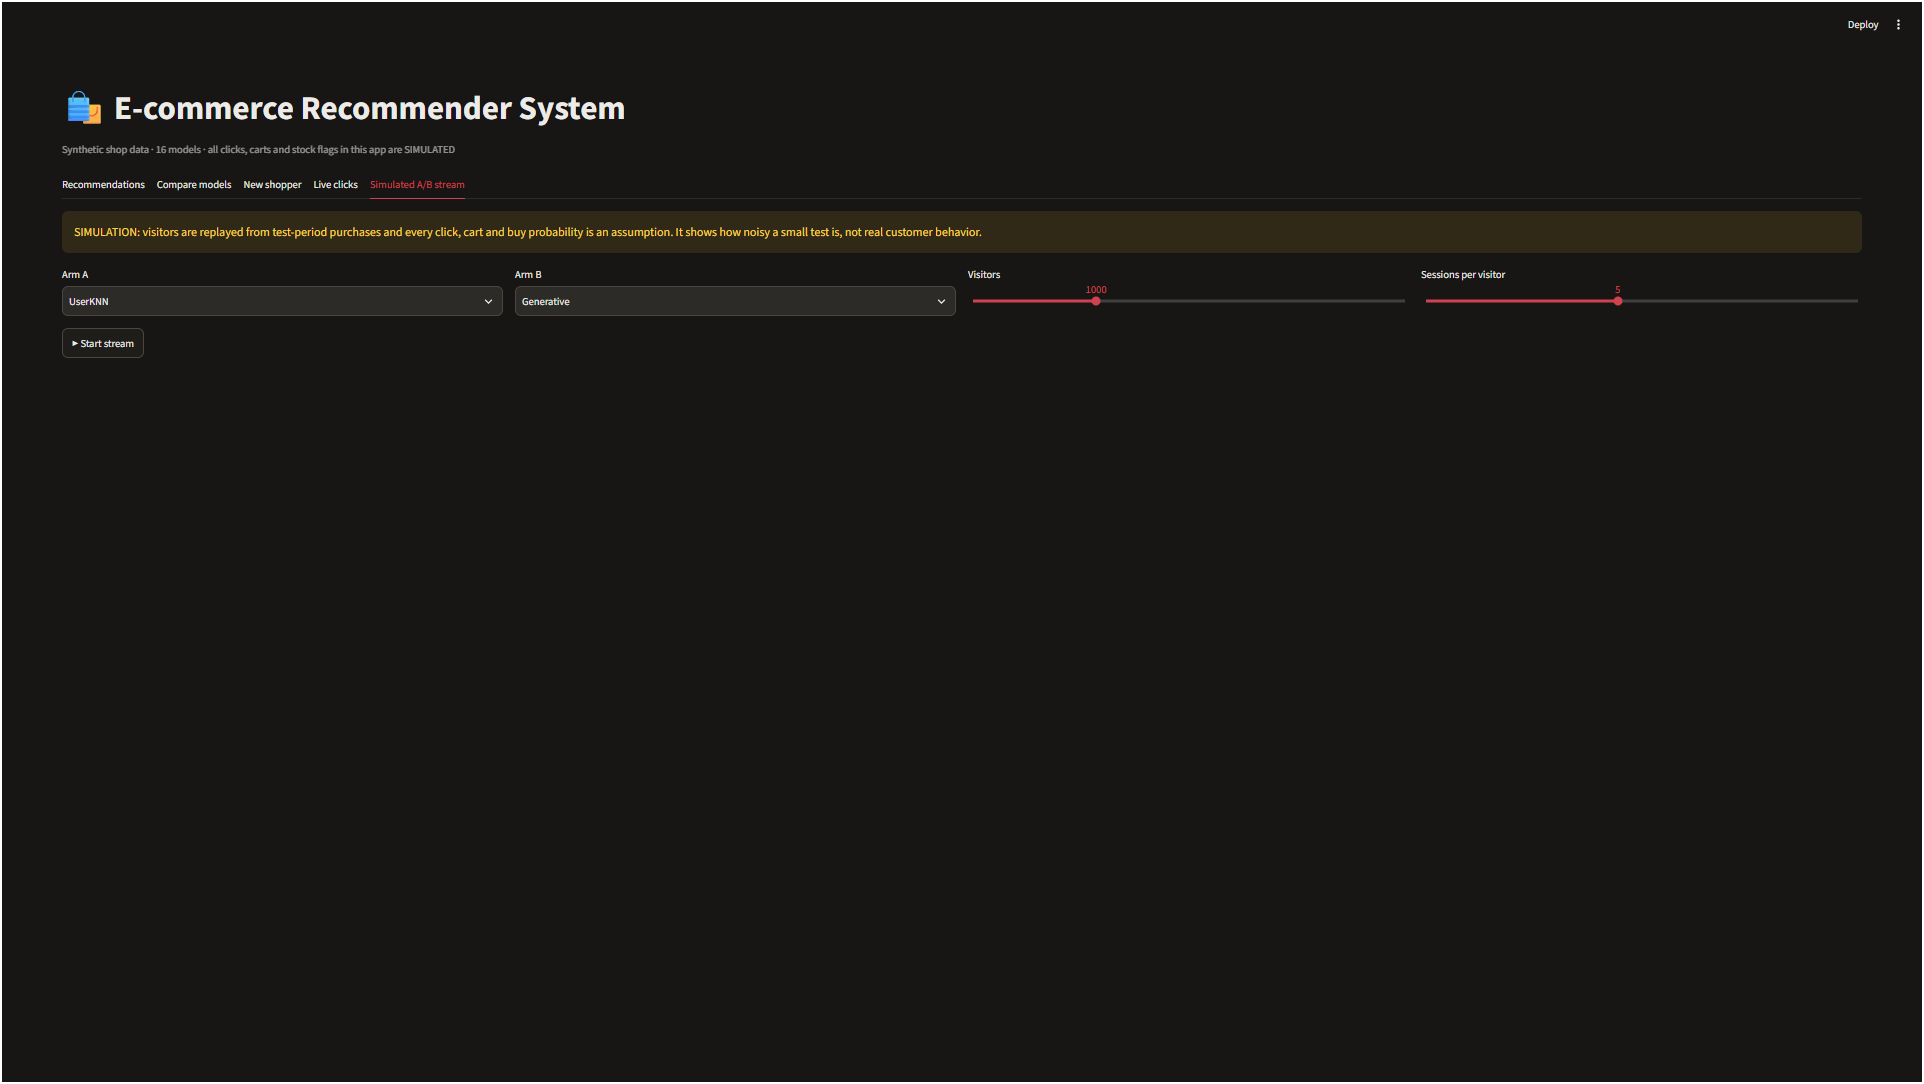 Deploy
E-commerce Recommender System
Synthetic shop data · 16 models · all clicks, carts and stock flags in this app are SIMULATED
Recommendations Compare models New shopper Live clicks Simulated A/B stream
SIMULATION: visitors are replayed from test-period purchases and every click, cart and buy probability is an assumption. It shows how noisy a small test is, not real customer behavior.
Arm A Arm B Visitors Sessions per visitor
1000 5
UserKNN Generative
▸ Start stream